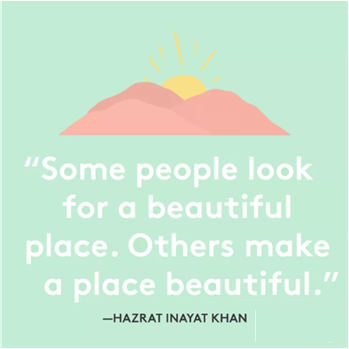 “Some people look
for a beautiful
place. Others make
a place beautiful.”
—HAZRAT INAYAT KHAN